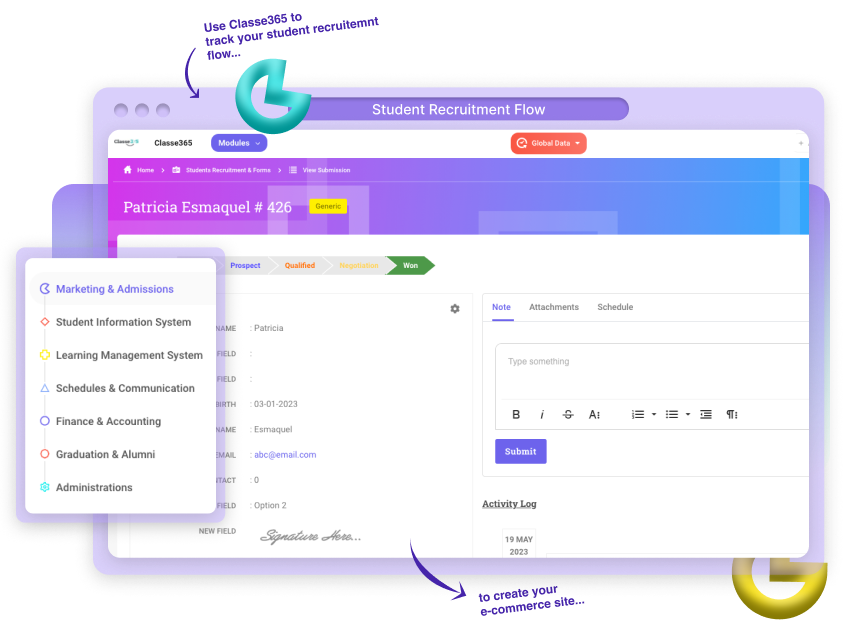 Use Classe365 to
track your student recruitemnt
flow...
Student Recruitment Flow
Classe365
Classe365
Modules
Global Data
Home > Students Recruitment & Forms > View Submission
Patricia Esmaquel # 426
Generic
Prospect
Qualified
Negotiation
Won
Marketing & Admissions
Student Information System
Learning Management System
Schedules & Communication
Finance & Accounting
Graduation & Alumni
Administrations
NAME : Patricia
FIELD :
FIELD :
BIRTH : 03-01-2023
NAME : Esmaquel
EMAIL : abc@email.com
NTACT : 0
FIELD : Option 2
NEW FIELD Signature Here...
Note Attachments Schedule
Type something
B i S A
Submit
Activity Log
19 MAY
2023
to create your
e-commerce site...